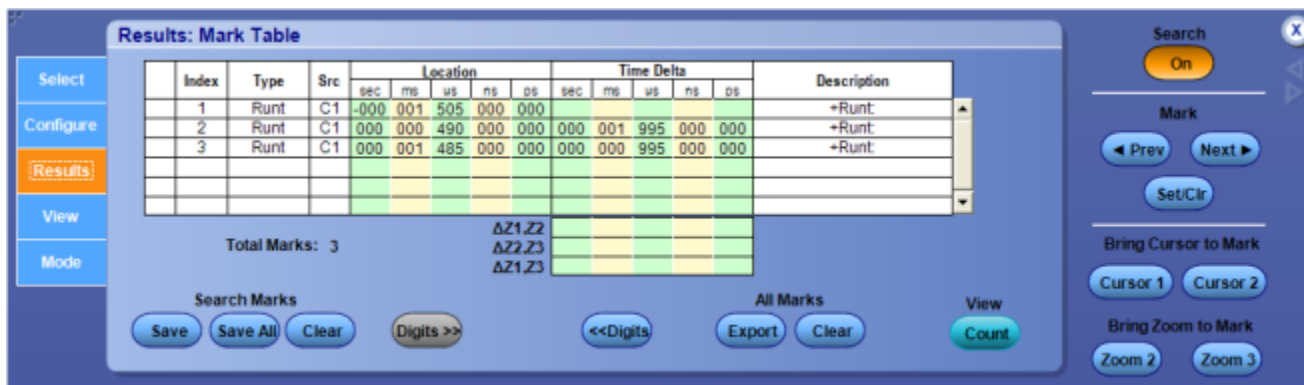 Results: Mark Table
Select
Configure
Results
View
Mode
Index Type Src Location Time Delta Description
sec ms us ns ps sec ms us ns ps
1 Runt C1 -000 001 505 000 000 +Runt:
2 Runt C1 000 000 490 000 000 000 001 995 000 000 +Runt:
3 Runt C1 000 001 485 000 000 000 000 995 000 000 +Runt:
ΔZ1,Z2
Total Marks: 3 ΔZ2,Z3
ΔZ1,Z3
Search Marks All Marks View
Save Save All Clear Digits >> <<Digits Export Clear Count
Search
On
X
Mark
◄ Prev Next ►
Set/Clr
Bring Cursor to Mark
Cursor 1 Cursor 2
Bring Zoom to Mark
Zoom 2 Zoom 3